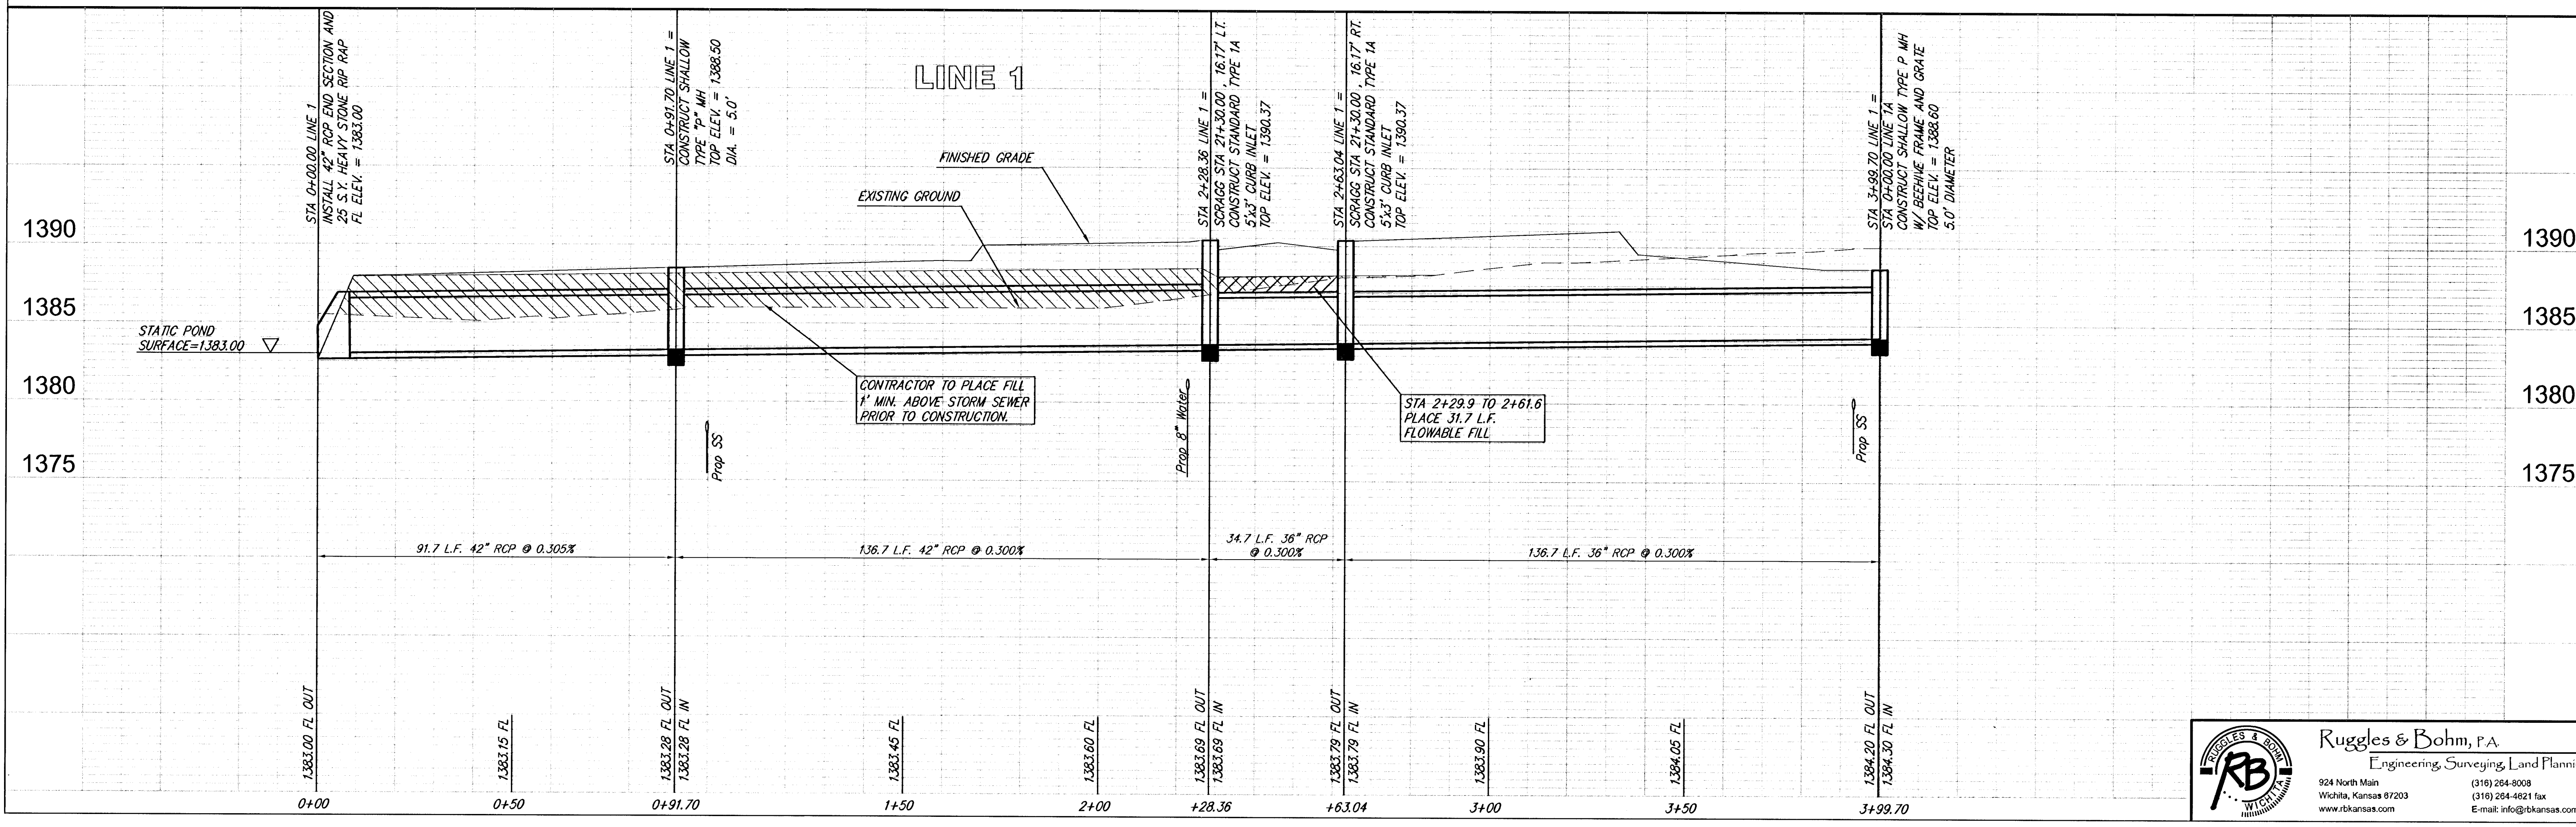 STA 0+00.00 LINE 1
INSTALL 42" RCP END SECTION AND
25 S.Y. HEAVY STONE RIP RAP
FL ELEV. = 1383.00
STA 0+91.70 LINE 1 =
CONSTRUCT SHALLOW
TYPE "P" MH
TOP ELEV. = 1388.50
DIA. = 5.0'
LINE 1
STA 2+28.36 LINE 1 =
SCRAGG STA 21+30.00 , 16.17' LT.
CONSTRUCT STANDARD TYPE 1A
5'x3' CURB INLET
TOP ELEV. = 1390.37
STA 2+63.04 LINE 1 =
SCRAGG STA 21+30.00 , 16.17' RT.
CONSTRUCT STANDARD TYPE 1A
5'x3' CURB INLET
TOP ELEV. = 1390.37
STA 3+99.70 LINE 1 =
STA 0+00.00 LINE 1A
CONSTRUCT SHALLOW TYPE P MH
W/ BEEHIVE FRAME AND GRATE
TOP ELEV. = 1388.60
5.0' DIAMETER
FINISHED GRADE
EXISTING GROUND
1390
1385
1380
1375
1390
1385
1380
1375
STATIC POND
SURFACE=1383.00
CONTRACTOR TO PLACE FILL
1' MIN. ABOVE STORM SEWER
PRIOR TO CONSTRUCTION.
STA 2+29.9 TO 2+61.6
PLACE 31.7 L.F.
FLOWABLE FILL
Prop SS
Prop 8" Water
Prop SS
91.7 L.F. 42" RCP @ 0.305%
136.7 L.F. 42" RCP @ 0.300%
34.7 L.F. 36" RCP
@ 0.300%
136.7 L.F. 36" RCP @ 0.300%
1383.00 FL OUT
1383.15 FL
1383.28 FL OUT
1383.28 FL IN
1383.45 FL
1383.60 FL
1383.69 FL OUT
1383.69 FL IN
1383.79 FL OUT
1383.79 FL IN
1383.90 FL
1384.05 FL
1384.20 FL OUT
1384.30 FL IN
0+00
0+50
0+91.70
1+50
2+00
+28.36
+63.04
3+00
3+50
3+99.70
RUGGLES & BOHM
RB
WICHITA
Ruggles & Bohm, P.A.
Engineering, Surveying, Land Planni
924 North Main
Wichita, Kansas 67203
www.rbkansas.com
(316) 264-8008
(316) 264-4621 fax
E-mail: info@rbkansas.com